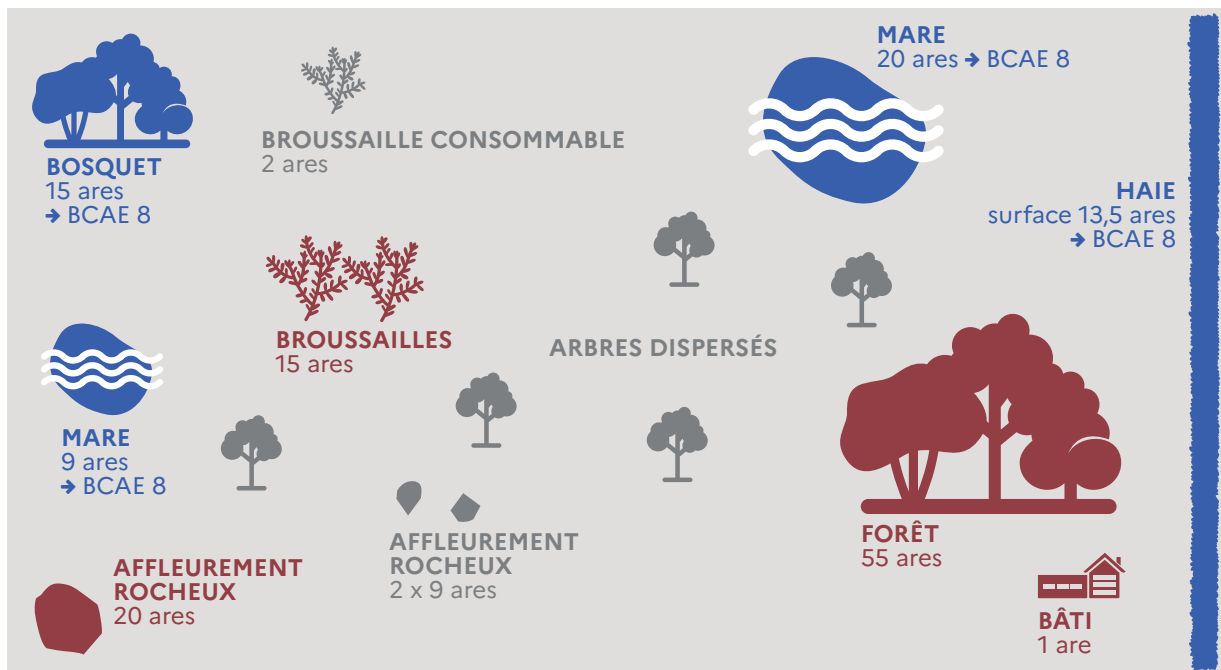 BOSQUET
15 ares
→ BCAE 8
BROUSSAILLE CONSOMMABLE
2 ares
MARE
20 ares → BCAE 8
HAIE
surface 13,5 ares
→ BCAE 8
BROUSSAILLES
15 ares
ARBRES DISPERSÉS
MARE
9 ares
→ BCAE 8
AFFLEUREMENT
ROCHEUX
2 x 9 ares
FORÊT
55 ares
AFFLEUREMENT
ROCHEUX
20 ares
BÂTI
1 are